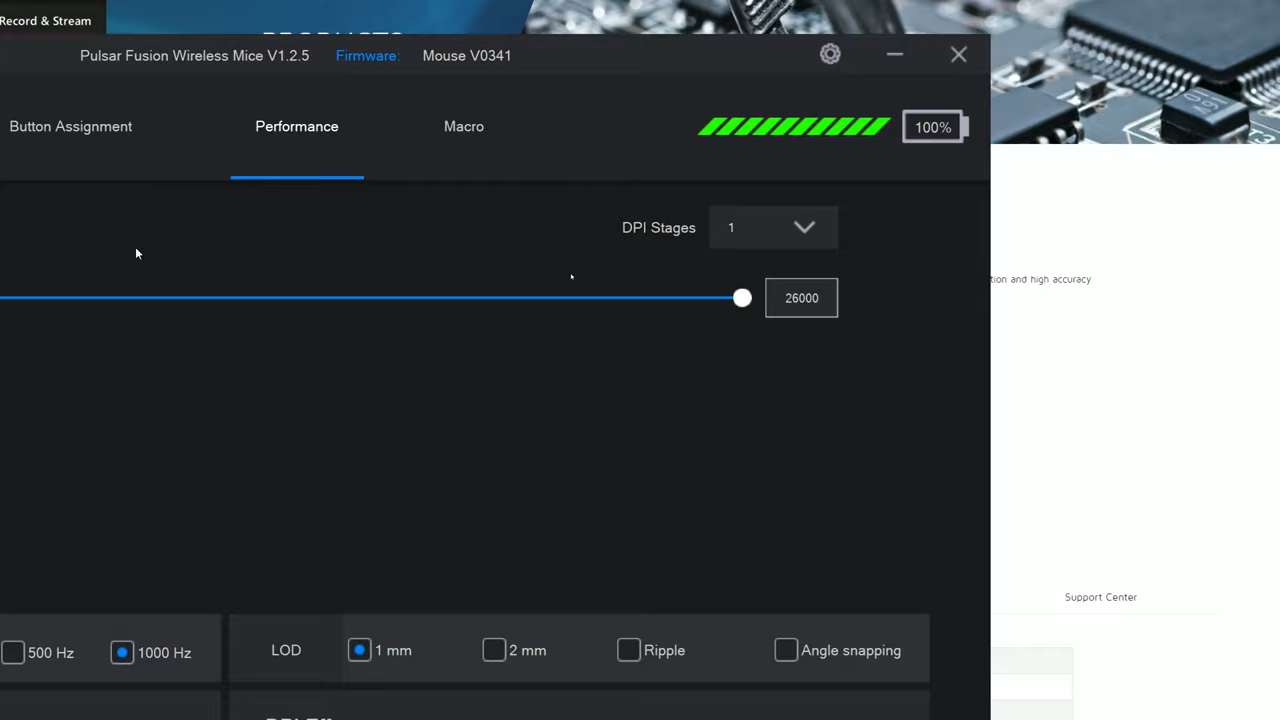 Record & Stream
PRODUCTS
Pulsar Fusion Wireless Mice V1.2.5 Firmware: Mouse V0341
Button Assignment Performance Macro 100%
DPI Stages 1
26000
tion and high accuracy
Support Center
500 Hz 1000 Hz LOD 1 mm 2 mm Ripple Angle snapping